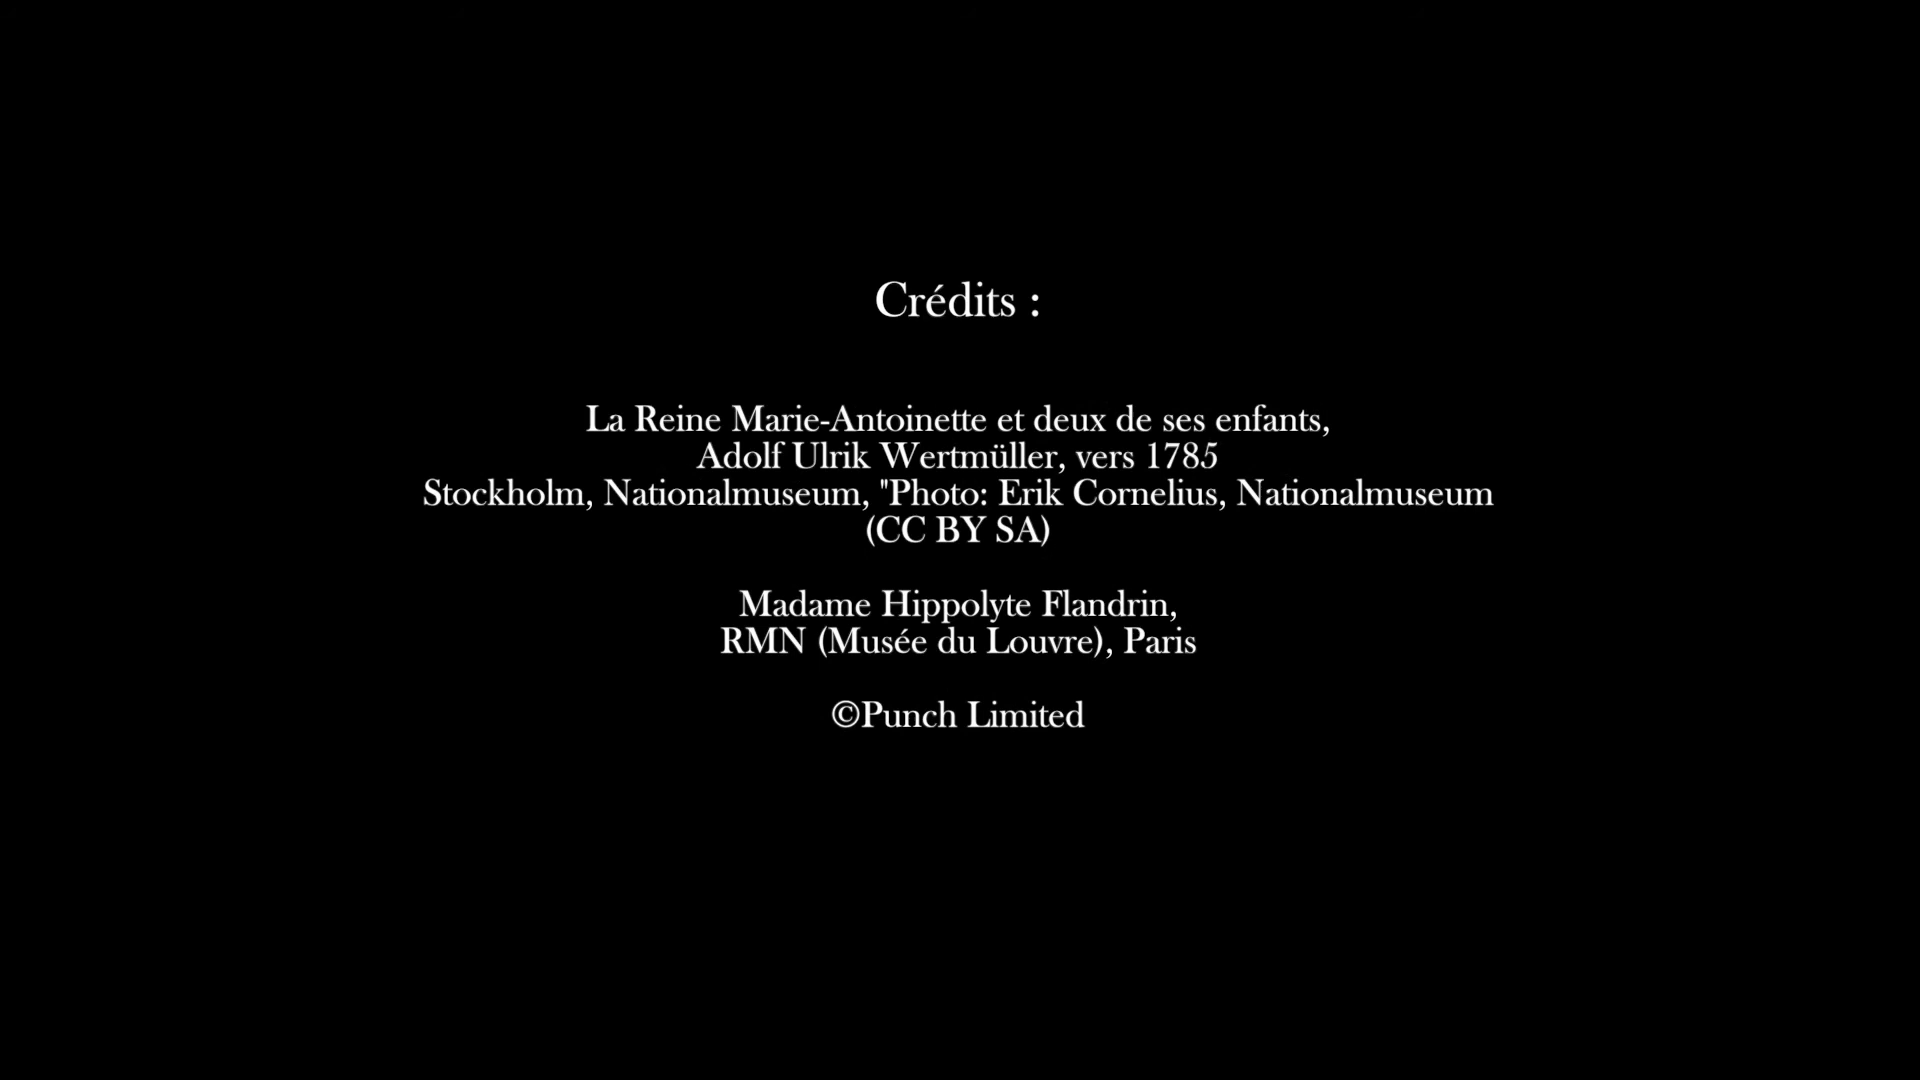 Crédits :
La Reine Marie-Antoinette et deux de ses enfants,
Adolf Ulrik Wertmüller, vers 1785
Stockholm, Nationalmuseum, "Photo: Erik Cornelius, Nationalmuseum
(CC BY SA)
Madame Hippolyte Flandrin,
RMN (Musée du Louvre), Paris
©Punch Limited